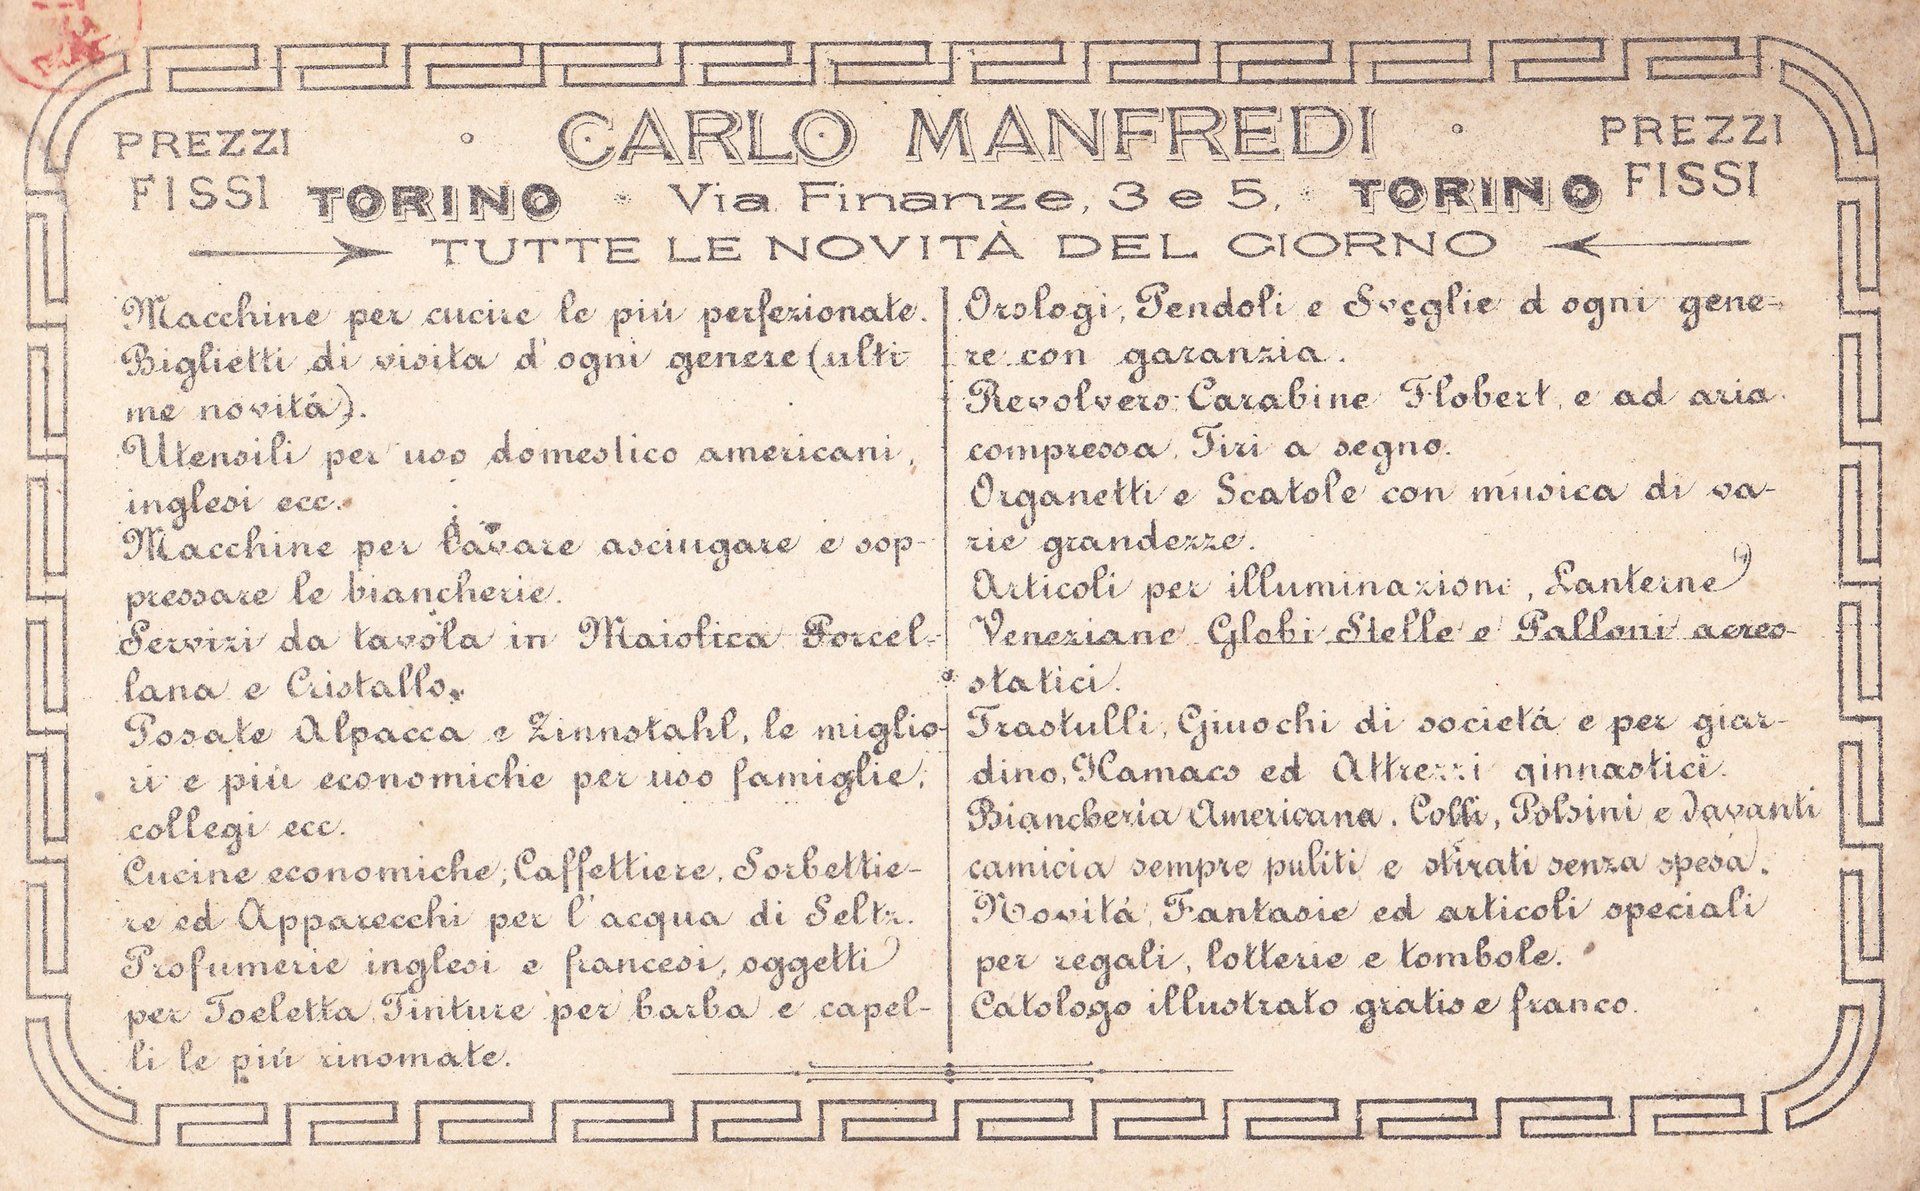 PREZZI FISSI
CARLO MANFREDI
PREZZI FISSI
TORINO * Via Finanze, 3 e 5, * TORINO
TUTTE LE NOVITÀ DEL GIORNO
Macchine per cucire le più perfezionate.
Biglietti di visita d'ogni genere (ulti
me novità).
Utensili per uso domestico americani,
inglesi ecc.
Macchine per lavare asciugare e sop-
pressare le biancherie.
Servizi da tavola in Maiolica Porcel-
lana e Cristallo.
Posate Alpacca e Zinnstahl, le miglio-
ri e più economiche per uso famiglie,
collegi ecc.
Cucine economiche, Caffettiere, Sorbettie-
re ed Apparecchi per l'acqua di Seltz.
Profumerie inglesi e francesi, oggetti
per Toeletta, Tinture per barba e capel-
li le più rinomate.
Orologi, Pendoli e Sveglie d ogni gene-
re con garanzia.
Revolvers Carabine Flobert, e ad aria
compressa, Tiri a segno.
Organetti e Scatole con musica di va-
rie grandezze.
Articoli per illuminazioni, Lanterne
Veneziane Globi Stelle e Palloni aereo-
statici.
Trastulli, Giuochi di società e per giar-
dino, Hamacs ed Attrezzi ginnastici.
Biancheria Americana. Colli, Polsini e Davanti
camicia sempre puliti e stirati senza spesa.
Novità, Fantasie ed articoli speciali
per regali, lotterie e tombole.
Catologo illustrato gratis e franco.